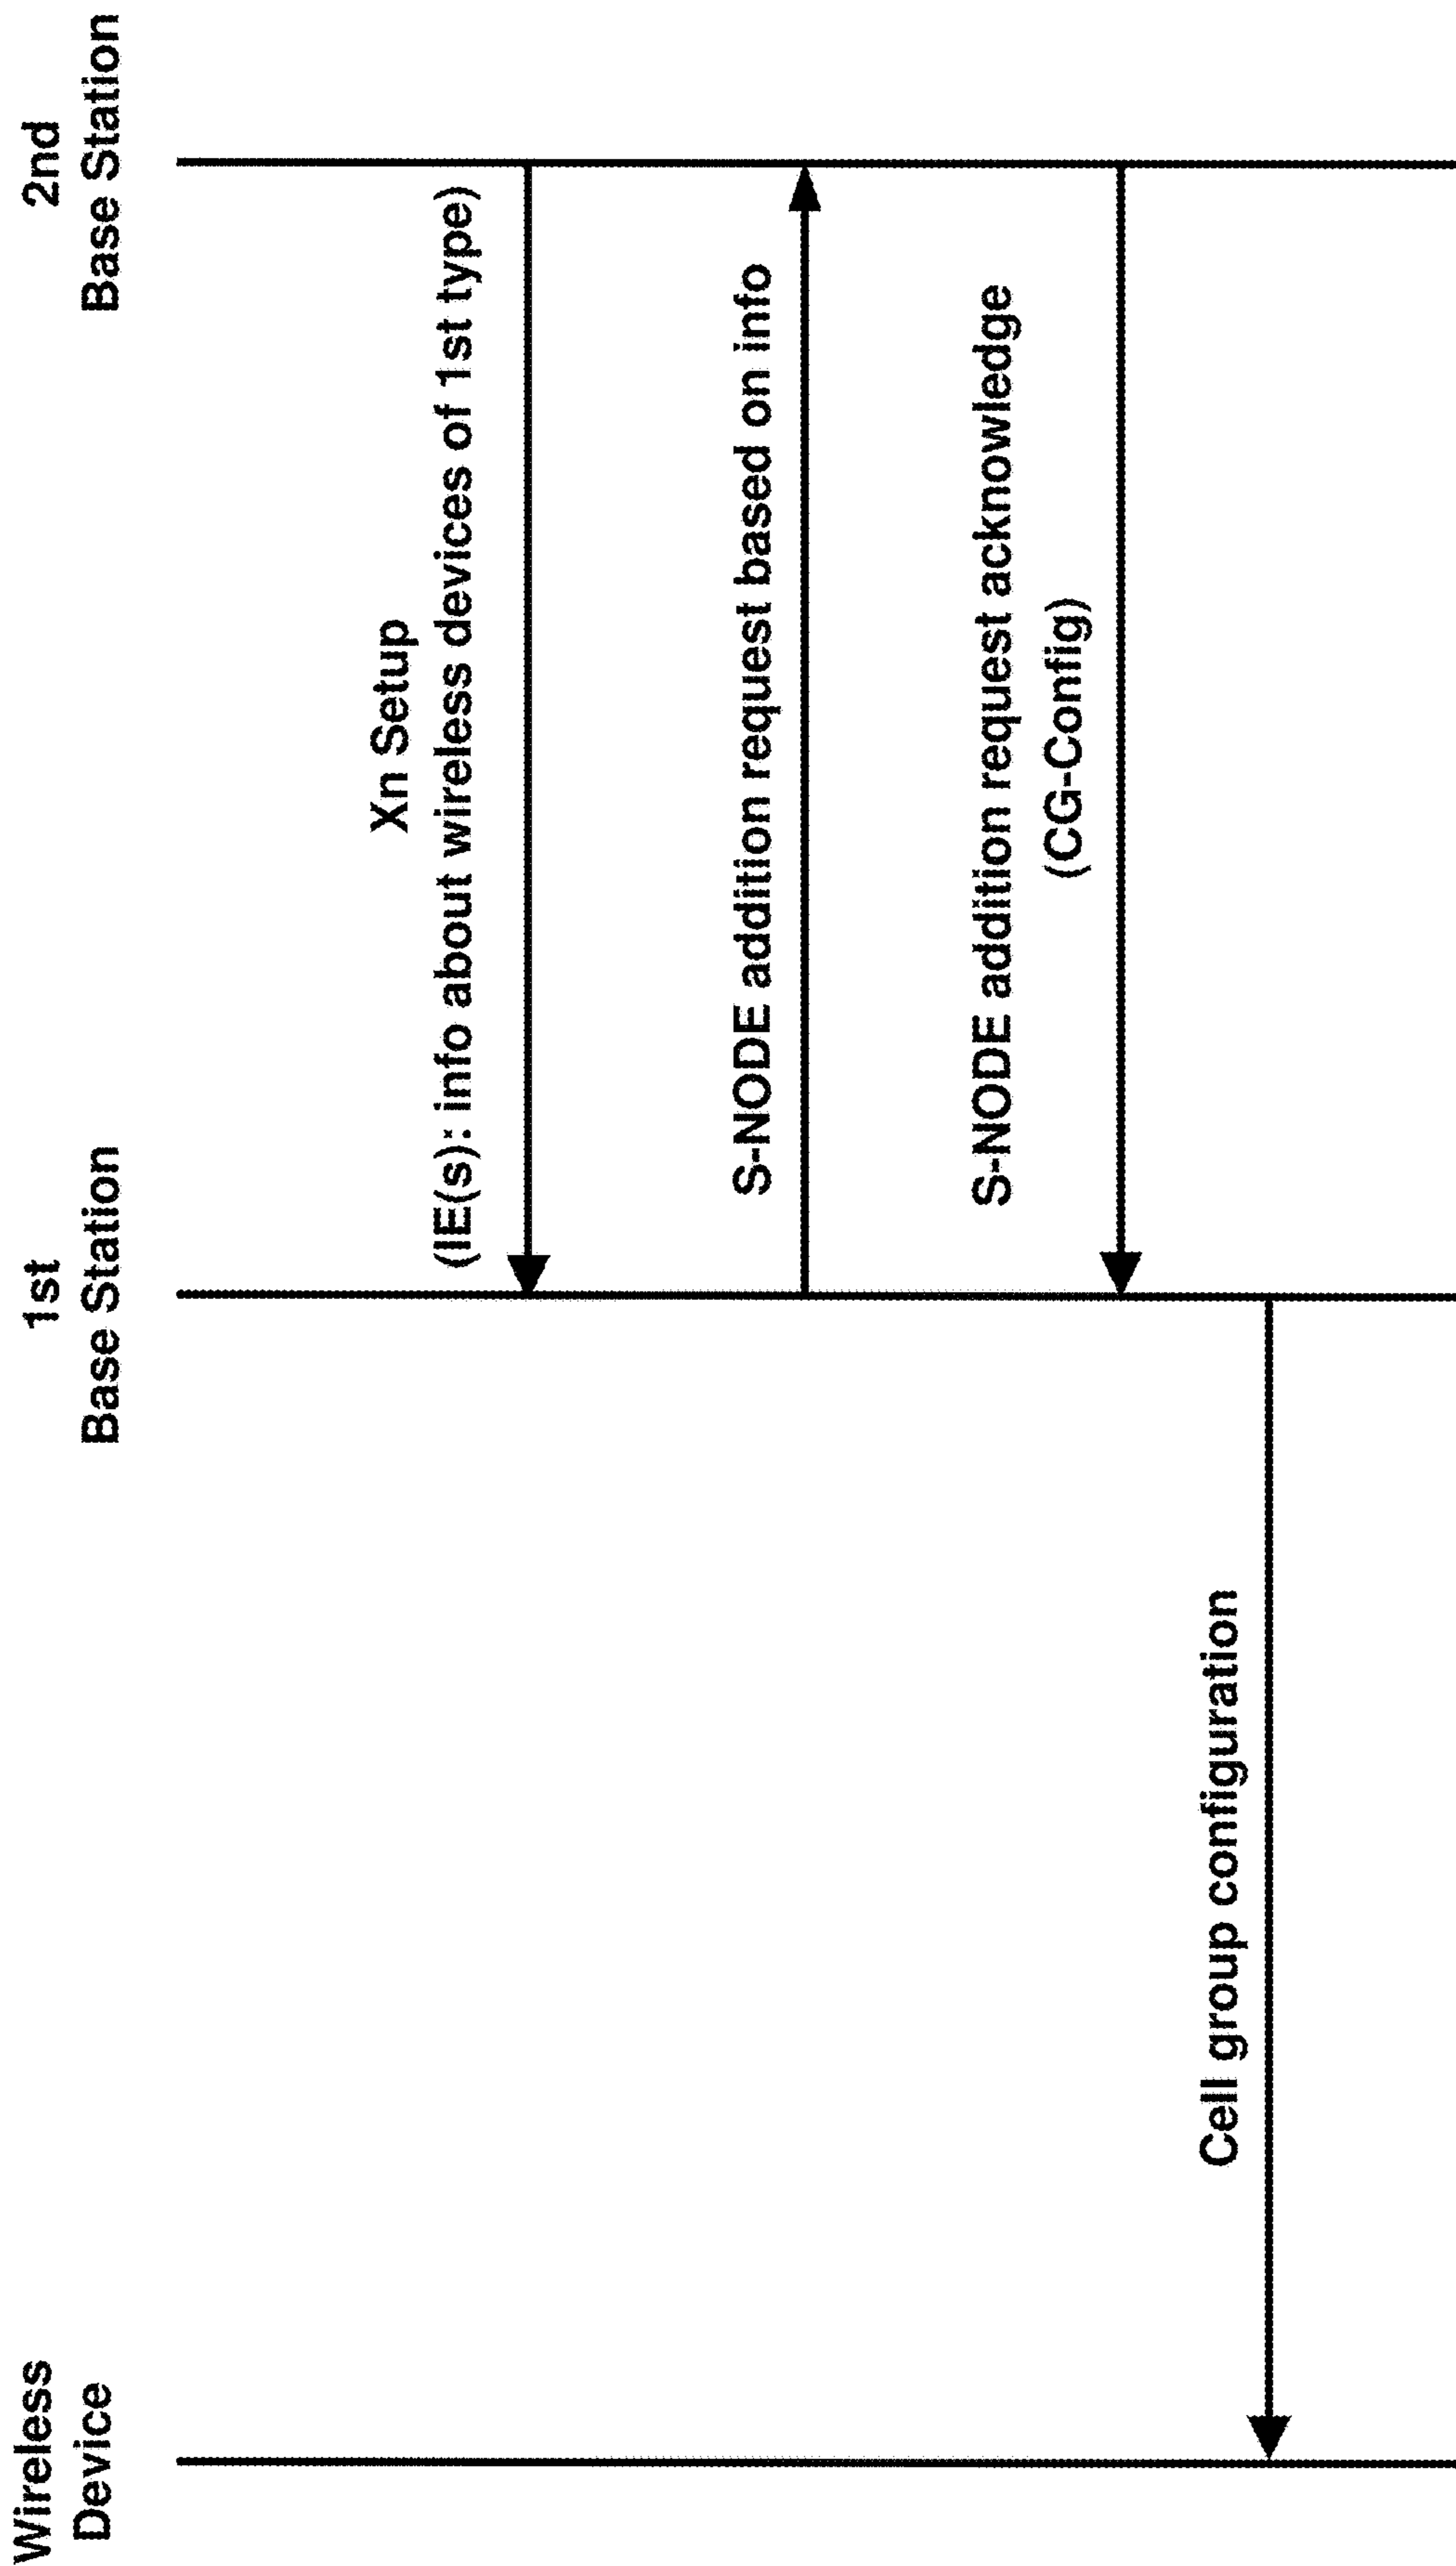 Wireless
Device
1st
Base Station
2nd
Base Station
Xn Setup
(IE(s): info about wireless devices of 1st type)
S-NODE addition request based on info
S-NODE addition request acknowledge
(CG-Config)
Cell group configuration